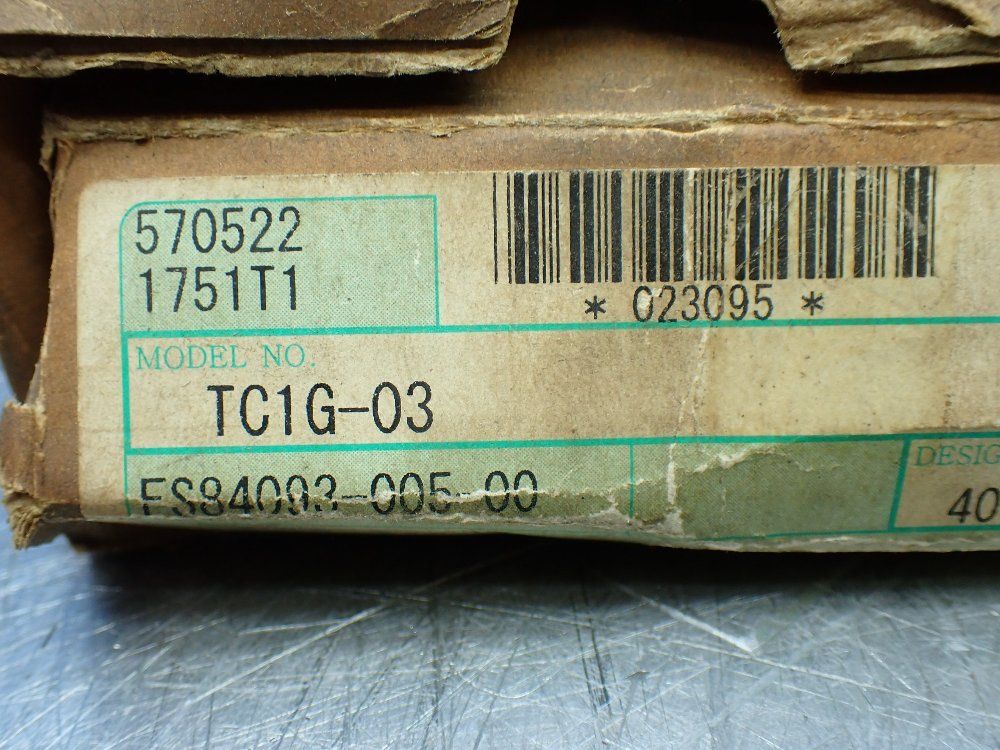 570522
1751T1
* 023095 *
MODEL NO.
TC1G-03
FS84093-005-00